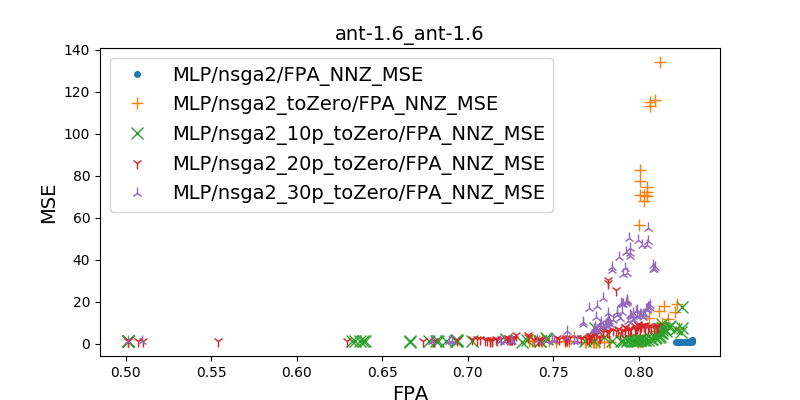 ant-1.6_ant-1.6
140
120
100
80
60
40
20
0
MSE
MLP/nsga2/FPA_NNZ_MSE
MLP/nsga2_toZero/FPA_NNZ_MSE
MLP/nsga2_10p_toZero/FPA_NNZ_MSE
MLP/nsga2_20p_toZero/FPA_NNZ_MSE
MLP/nsga2_30p_toZero/FPA_NNZ_MSE
0.50 0.55 0.60 0.65 0.70 0.75 0.80
FPA